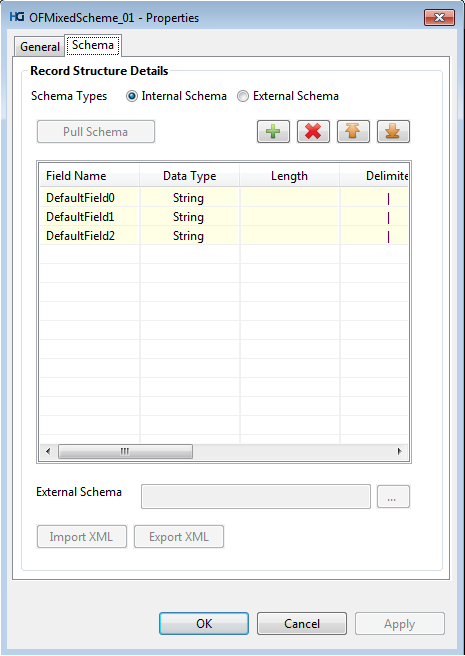 HG OFMixedScheme_01 - Properties
General Schema
Record Structure Details
Schema Types Internal Schema External Schema
Pull Schema
Field Name Data Type Length Delimite
DefaultField0 String |
DefaultField1 String |
DefaultField2 String |
External Schema ...
Import XML Export XML
OK Cancel Apply